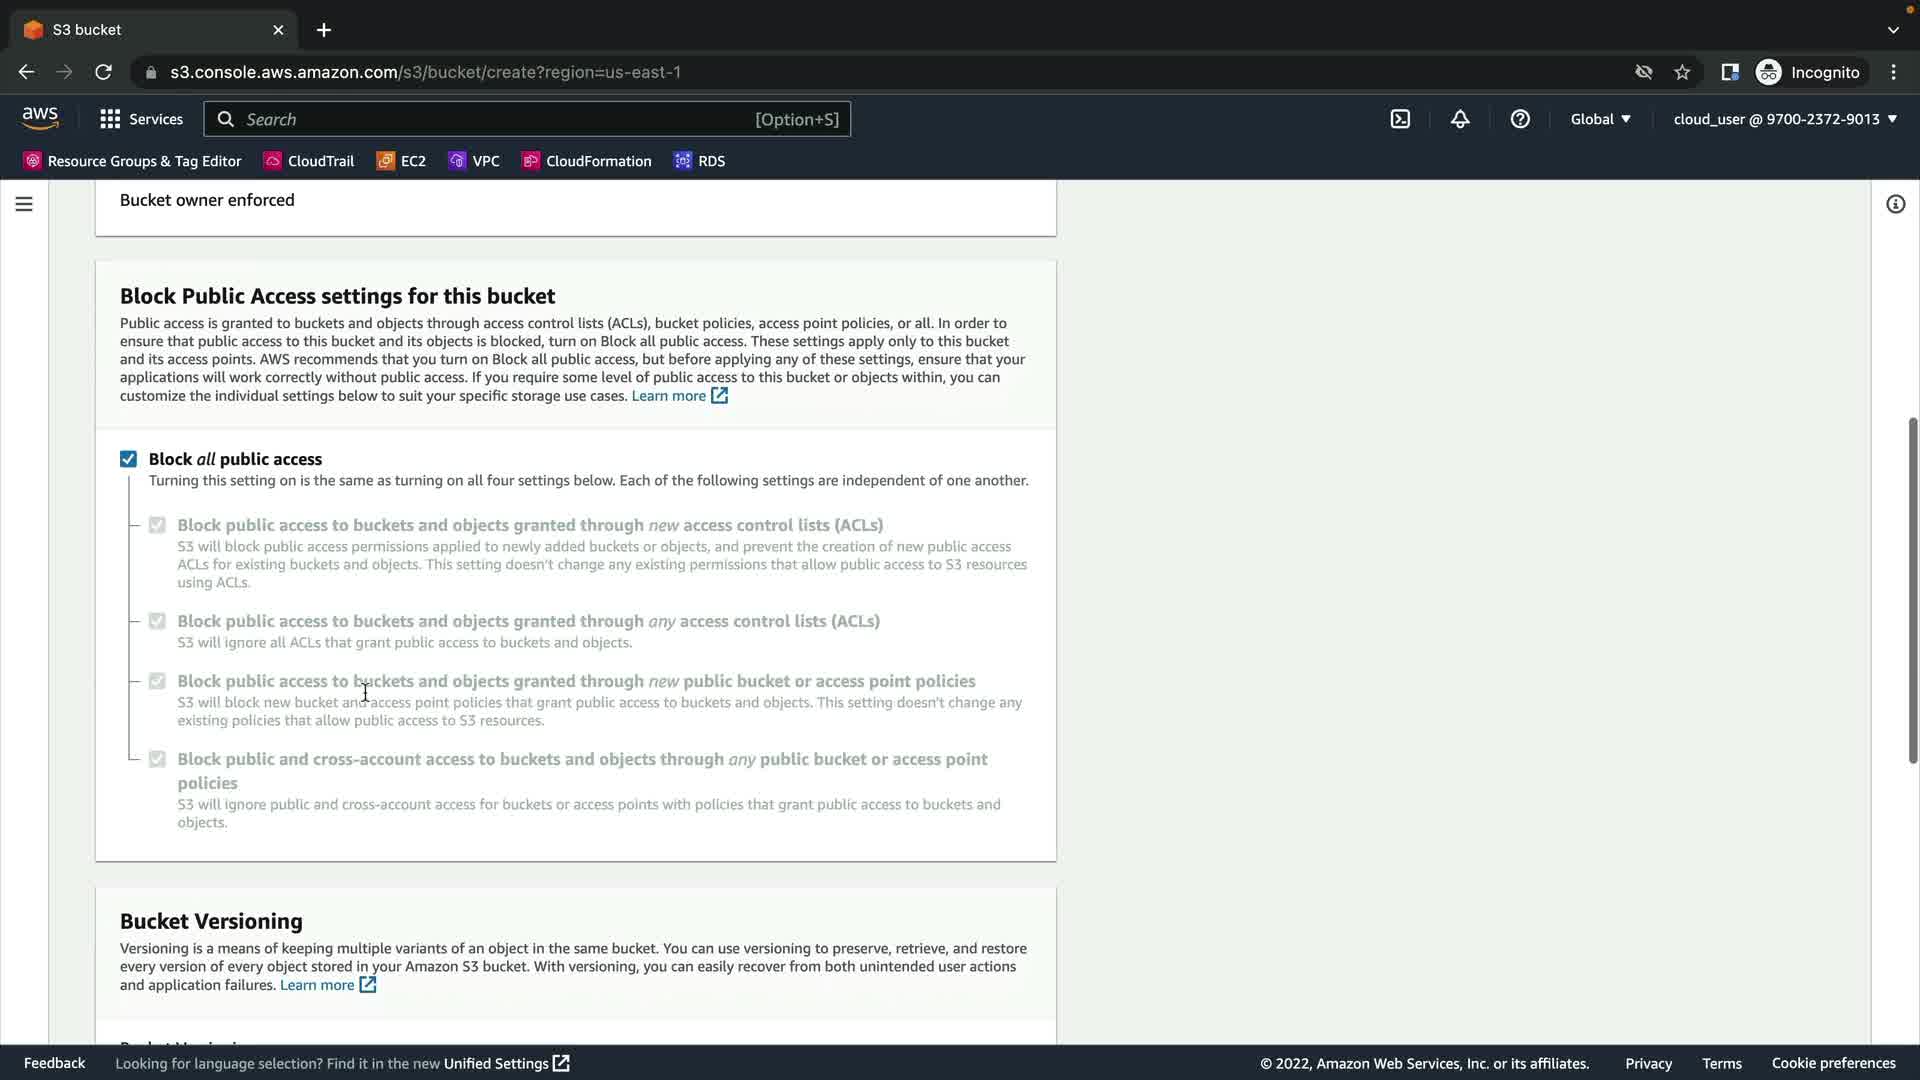 S3 bucket
s3.console.aws.amazon.com/s3/bucket/create?region=us-east-1
Incognito
aws
Services
Search
[Option+S]
Global
cloud_user @ 9700-2372-9013
Resource Groups & Tag Editor
CloudTrail
EC2
VPC
CloudFormation
RDS
Bucket owner enforced
Block Public Access settings for this bucket
Public access is granted to buckets and objects through access control lists (ACLs), bucket policies, access point policies, or all. In order to
ensure that public access to this bucket and its objects is blocked, turn on Block all public access. These settings apply only to this bucket
and its access points. AWS recommends that you turn on Block all public access, but before applying any of these settings, ensure that your
applications will work correctly without public access. If you require some level of public access to this bucket or objects within, you can
customize the individual settings below to suit your specific storage use cases. Learn more
Block all public access
Turning this setting on is the same as turning on all four settings below. Each of the following settings are independent of one another.
Block public access to buckets and objects granted through new access control lists (ACLs)
S3 will block public access permissions applied to newly added buckets or objects, and prevent the creation of new public access
ACLs for existing buckets and objects. This setting doesn't change any existing permissions that allow public access to S3 resources
using ACLs.
Block public access to buckets and objects granted through any access control lists (ACLs)
S3 will ignore all ACLs that grant public access to buckets and objects.
Block public access to buckets and objects granted through new public bucket or access point policies
S3 will block new bucket and access point policies that grant public access to buckets and objects. This setting doesn't change any
existing policies that allow public access to S3 resources.
Block public and cross-account access to buckets and objects through any public bucket or access point
policies
S3 will ignore public and cross-account access for buckets or access points with policies that grant public access to buckets and
objects.
Bucket Versioning
Versioning is a means of keeping multiple variants of an object in the same bucket. You can use versioning to preserve, retrieve, and restore
every version of every object stored in your Amazon S3 bucket. With versioning, you can easily recover from both unintended user actions
and application failures. Learn more
Feedback
Looking for language selection? Find it in the new Unified Settings
© 2022, Amazon Web Services, Inc. or its affiliates.
Privacy
Terms
Cookie preferences